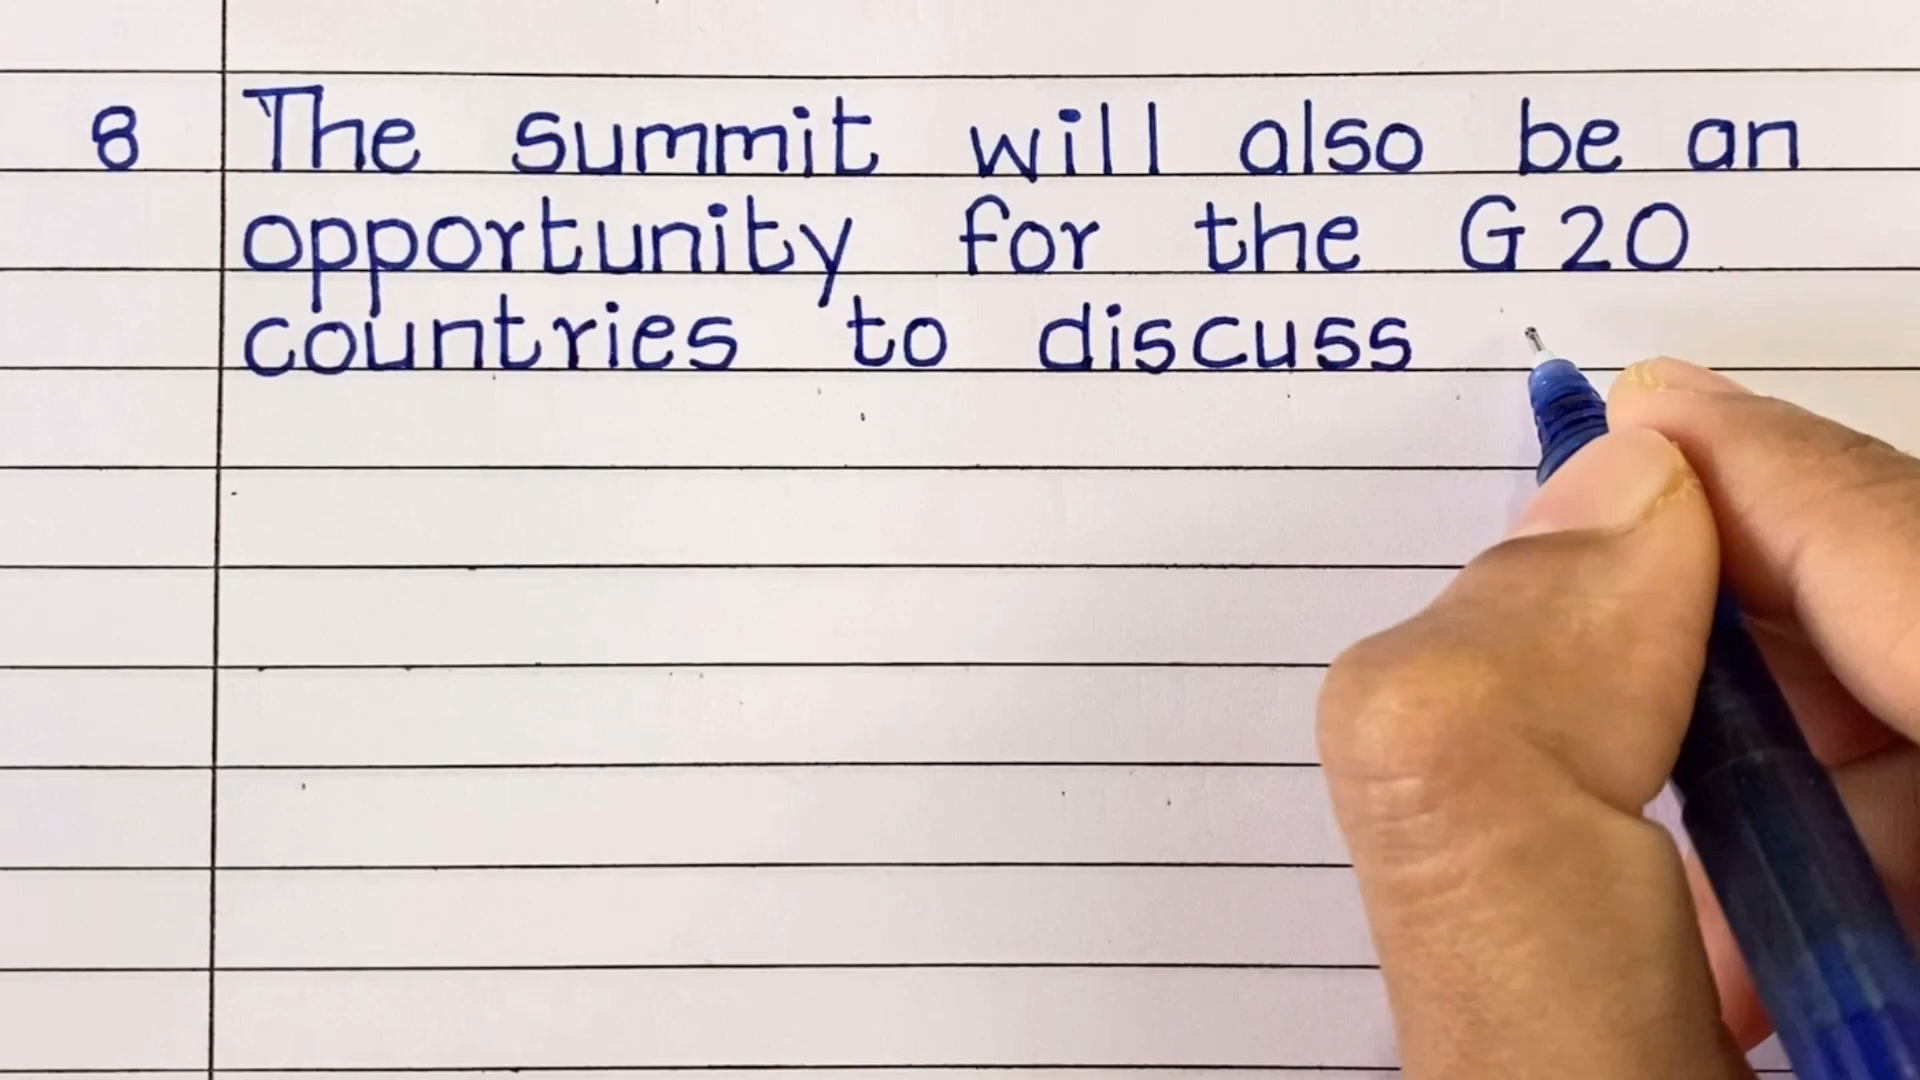 8 The summit will also be an
opportunity for the G20
countries to discuss